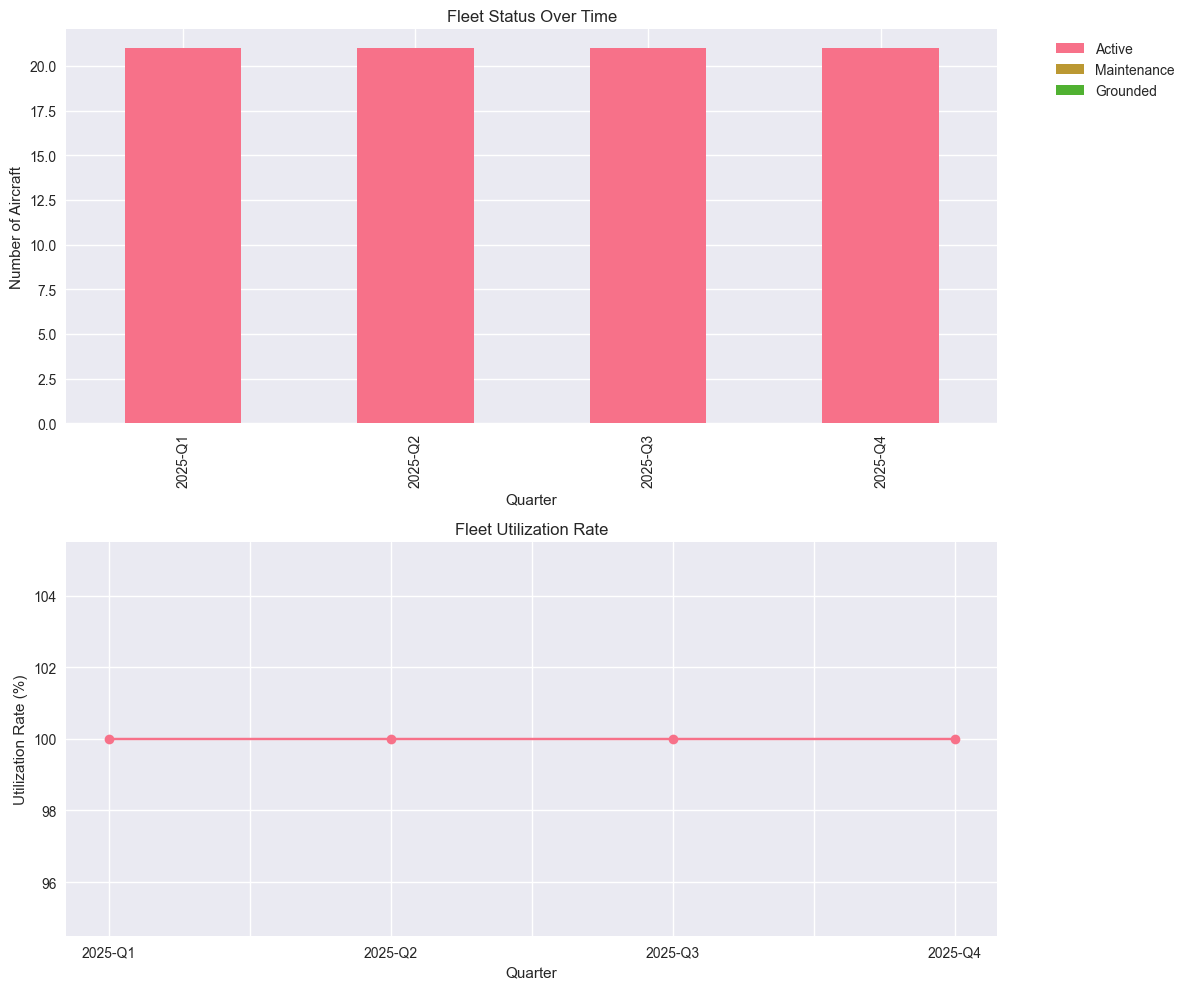 Fleet Status Over Time
Active
Maintenance
Grounded
Number of Aircraft
20.0
17.5
15.0
12.5
10.0
7.5
5.0
2.5
0.0
2025-Q1
2025-Q2
2025-Q3
2025-Q4
Quarter
Fleet Utilization Rate
Utilization Rate (%)
104
102
100
98
96
2025-Q1
2025-Q2
2025-Q3
2025-Q4
Quarter